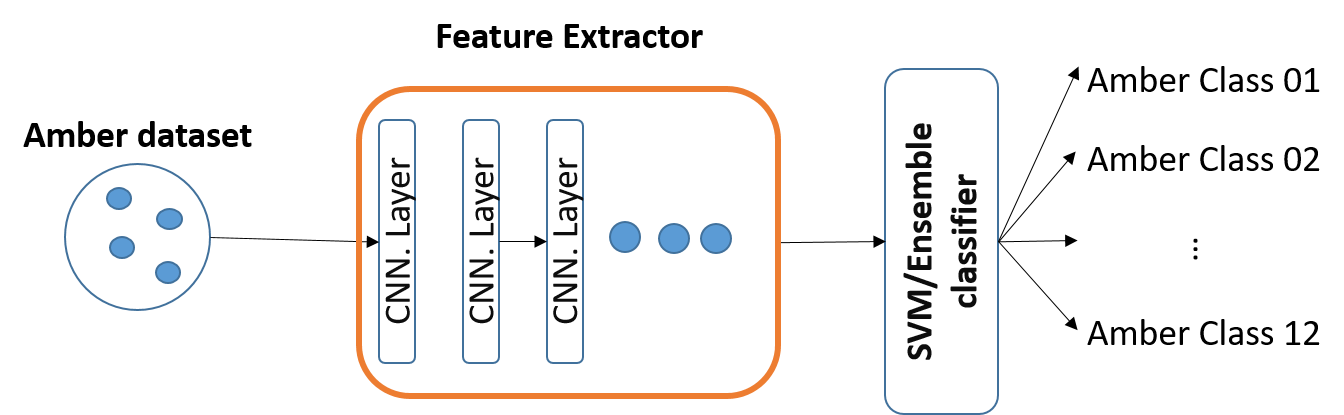 Feature Extractor
Amber dataset
CNN. Layer
CNN. Layer
CNN. Layer
SVM/Ensemble
classifier
Amber Class 01
Amber Class 02
⋮
Amber Class 12